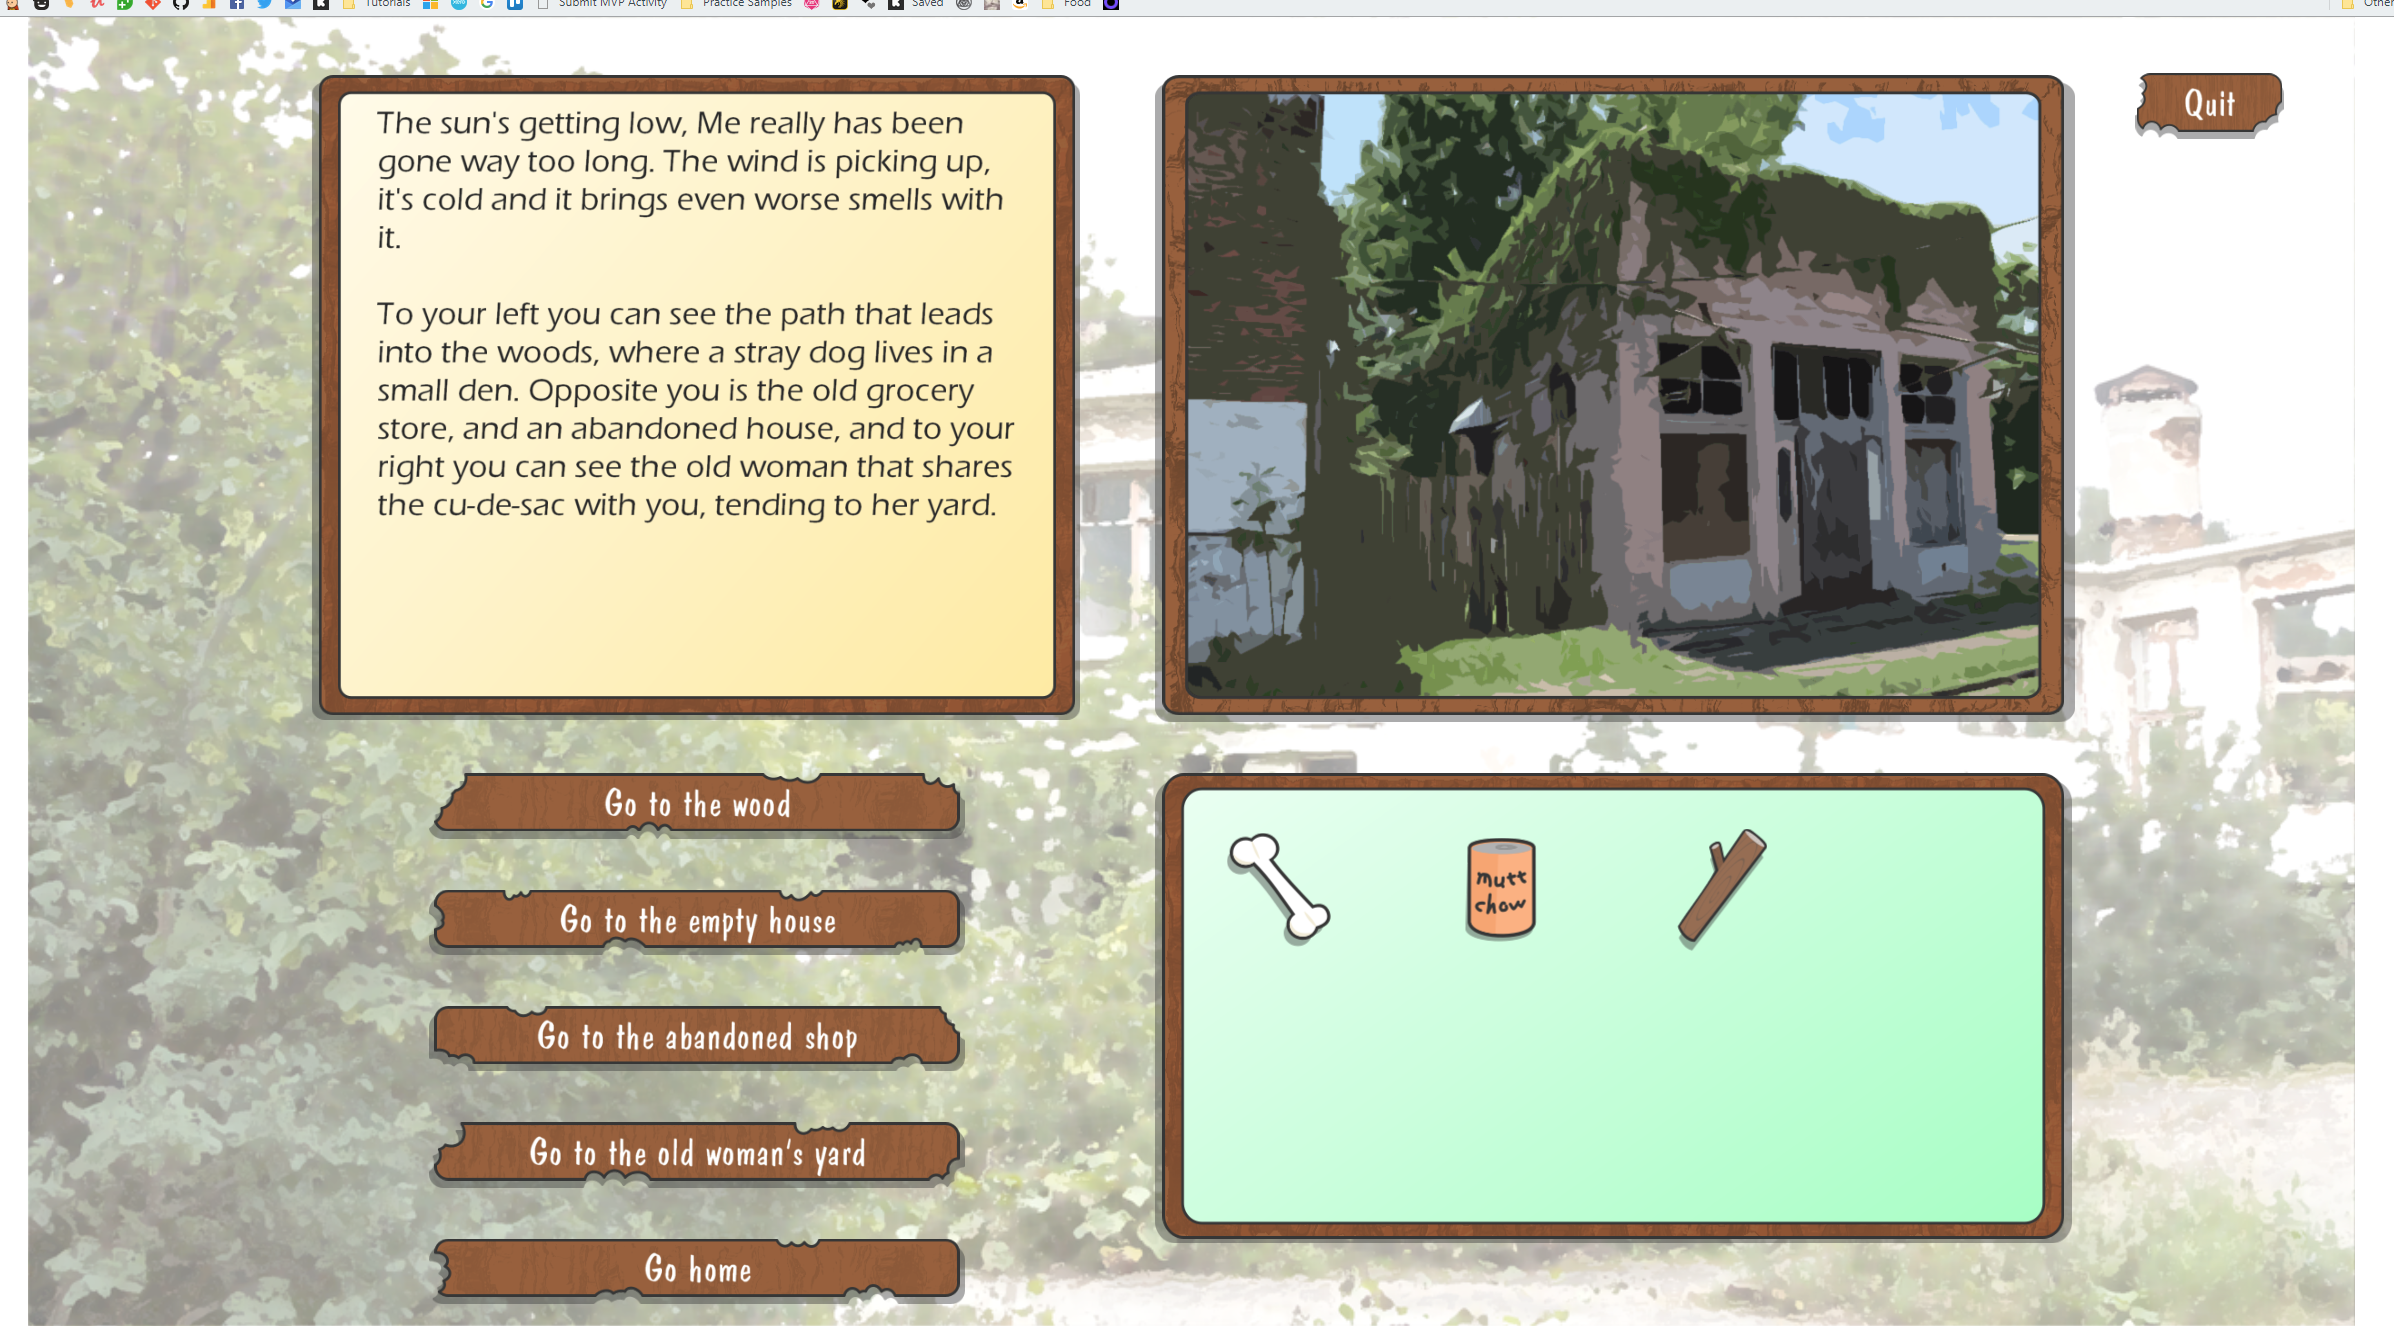 Tutorials
Submit MVP Activity
Practice Samples
Saved
Food
Other
Quit
The sun's getting low, Me really has been
gone way too long. The wind is picking up,
it's cold and it brings even worse smells with
it.
To your left you can see the path that leads
into the woods, where a stray dog lives in a
small den. Opposite you is the old grocery
store, and an abandoned house, and to your
right you can see the old woman that shares
the cu-de-sac with you, tending to her yard.
Go to the wood
Go to the empty house
Go to the abandoned shop
Go to the old woman's yard
Go home
mutt
chow